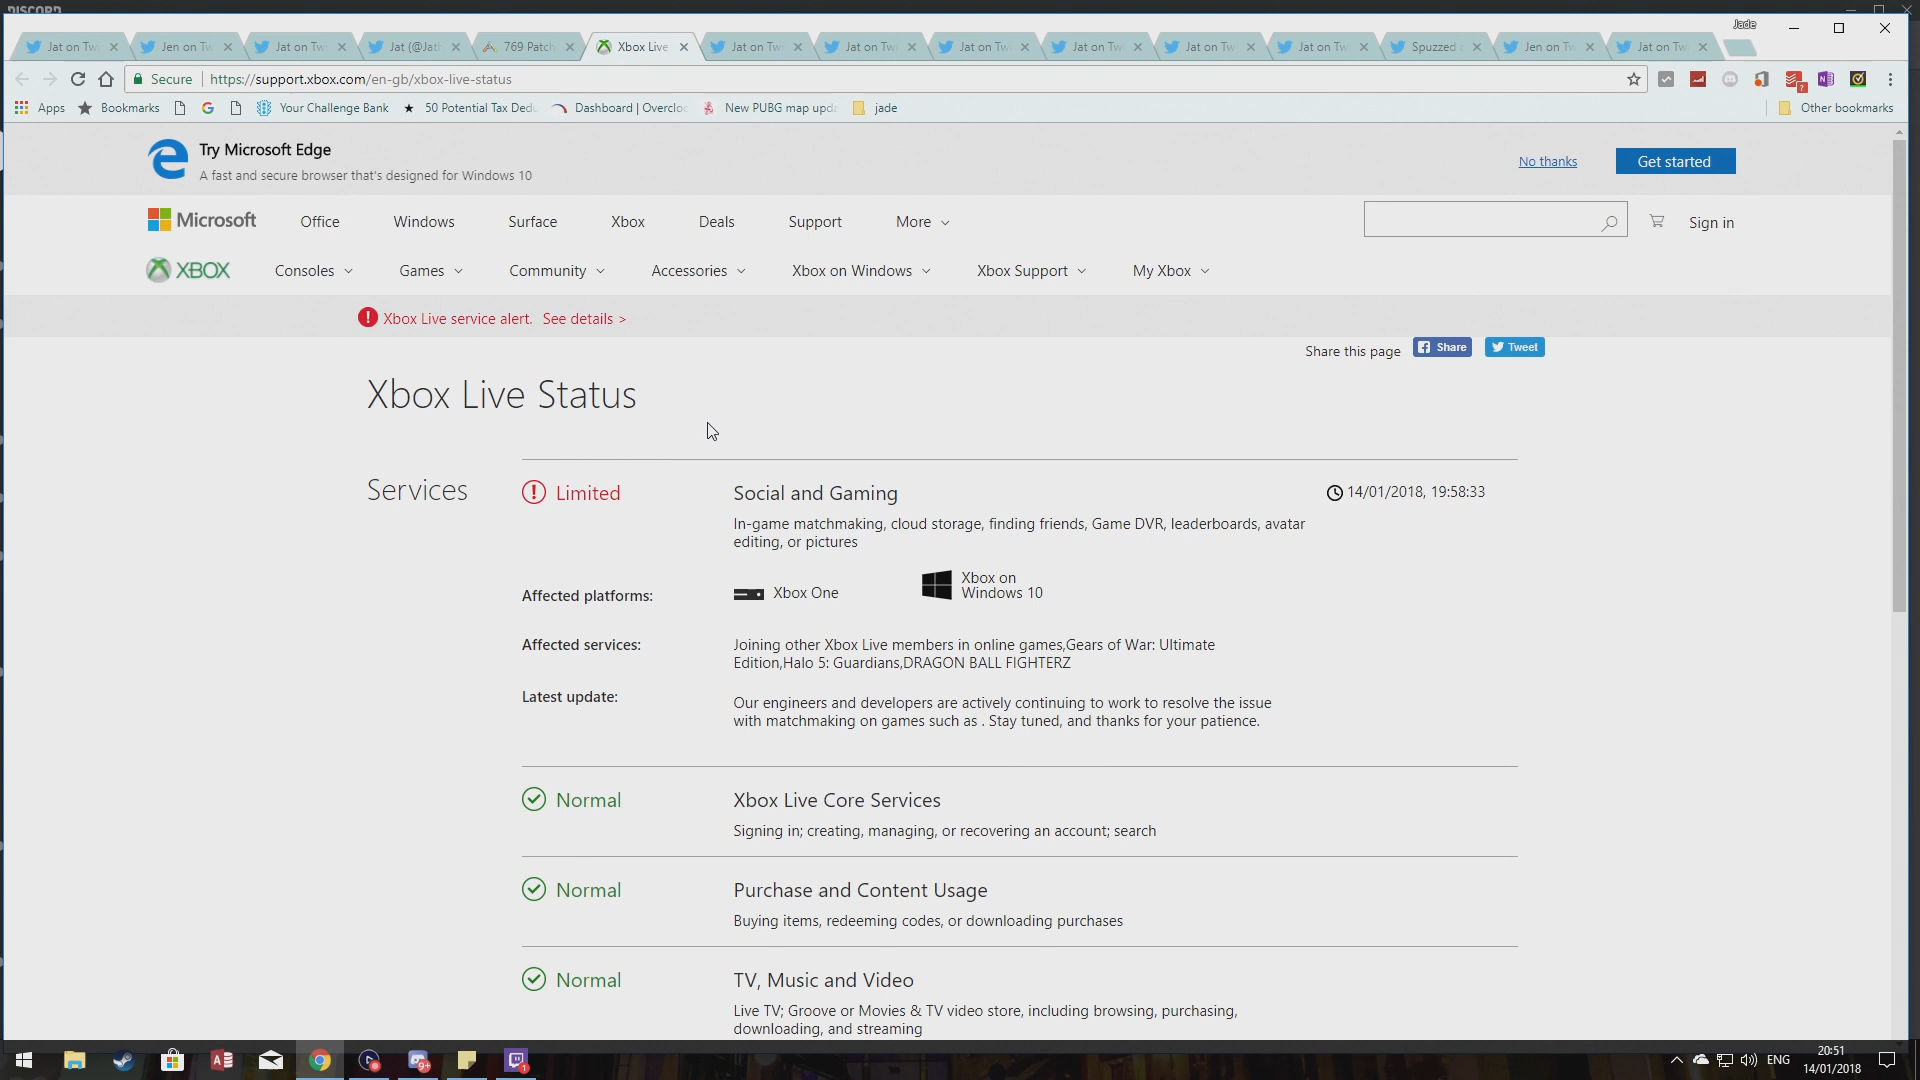 DISCORD
Jade
Jat on Tw
Jen on Tw
Jat on Tw
Jat (@Jat
769 Patch
Xbox Live
Jat on Tw
Jat on Tw
Jat on Tw
Jat on Tw
Jat on Tw
Jat on Tw
Spuzzed
Jen on Tw
Jat on Tw
Secure
https://support.xbox.com/en-gb/xbox-live-status
Apps
Bookmarks
Your Challenge Bank
50 Potential Tax Dedu
Dashboard | Overcloc
New PUBG map upda
jade
Other bookmarks
Try Microsoft Edge
A fast and secure browser that's designed for Windows 10
No thanks
Get started
Microsoft
Office
Windows
Surface
Xbox
Deals
Support
More
Sign in
XBOX
Consoles
Games
Community
Accessories
Xbox on Windows
Xbox Support
My Xbox
Xbox Live service alert. See details >
Share this page
Share
Tweet
Xbox Live Status
Services
Limited
Social and Gaming
14/01/2018, 19:58:33
In-game matchmaking, cloud storage, finding friends, Game DVR, leaderboards, avatar
editing, or pictures
Affected platforms:
Xbox One
Xbox on
Windows 10
Affected services:
Joining other Xbox Live members in online games,Gears of War: Ultimate
Edition,Halo 5: Guardians,DRAGON BALL FIGHTERZ
Latest update:
Our engineers and developers are actively continuing to work to resolve the issue
with matchmaking on games such as . Stay tuned, and thanks for your patience.
Normal
Xbox Live Core Services
Signing in; creating, managing, or recovering an account; search
Normal
Purchase and Content Usage
Buying items, redeeming codes, or downloading purchases
Normal
TV, Music and Video
Live TV; Groove or Movies & TV video store, including browsing, purchasing,
downloading, and streaming
9+
1
ENG
20:51
14/01/2018